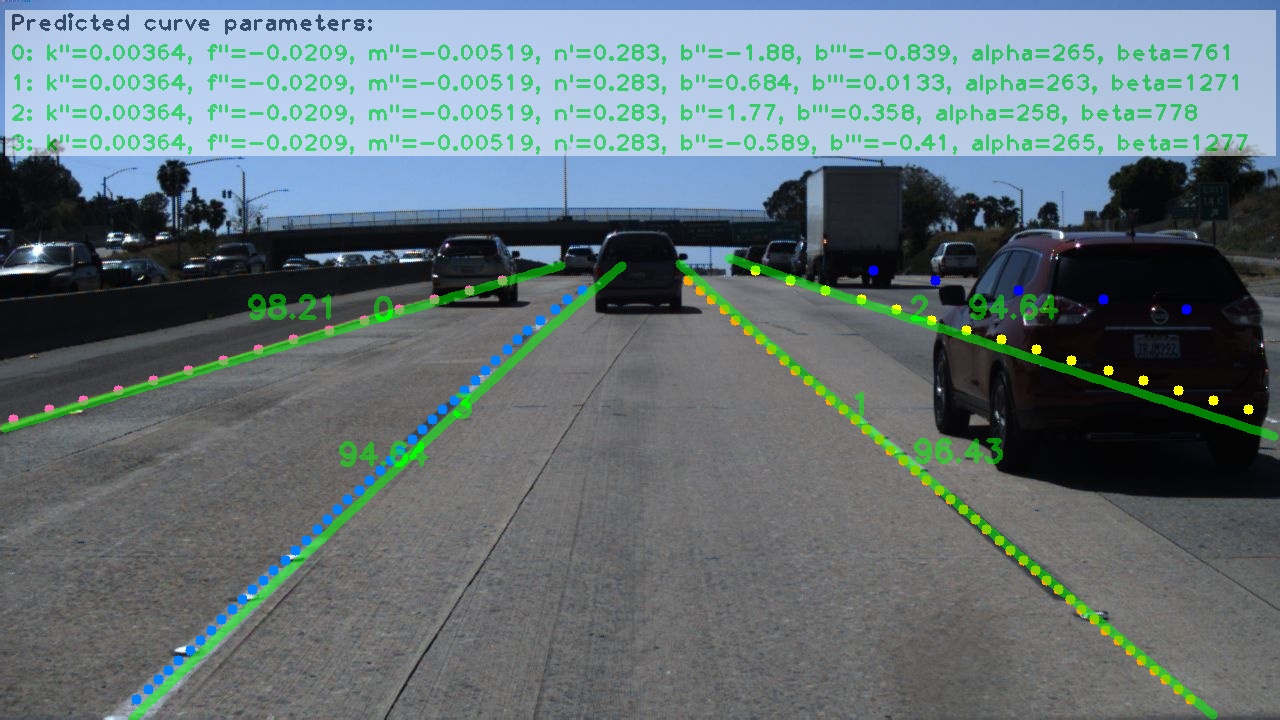 Predicted curve parameters:
0: k"=0.00364, f"=-0.0209, m"=-0.00519, n'=0.283, b"=-1.88, b"'=-0.839, alpha=265, beta=761
1: k"=0.00364, f"=-0.0209, m"=-0.00519, n'=0.283, b"=0.684, b"'=0.0133, alpha=263, beta=1271
2: k"=0.00364, f"=-0.0209, m"=-0.00519, n'=0.283, b"=1.77, b"'=0.358, alpha=258, beta=778
3: k"=0.00364, f"=-0.0209, m"=-0.00519, n'=0.283, b"=-0.589, b"'=-0.41, alpha=265, beta=1277
EXIT
98.21 0 2 94.64
3 1
94.64 96.43